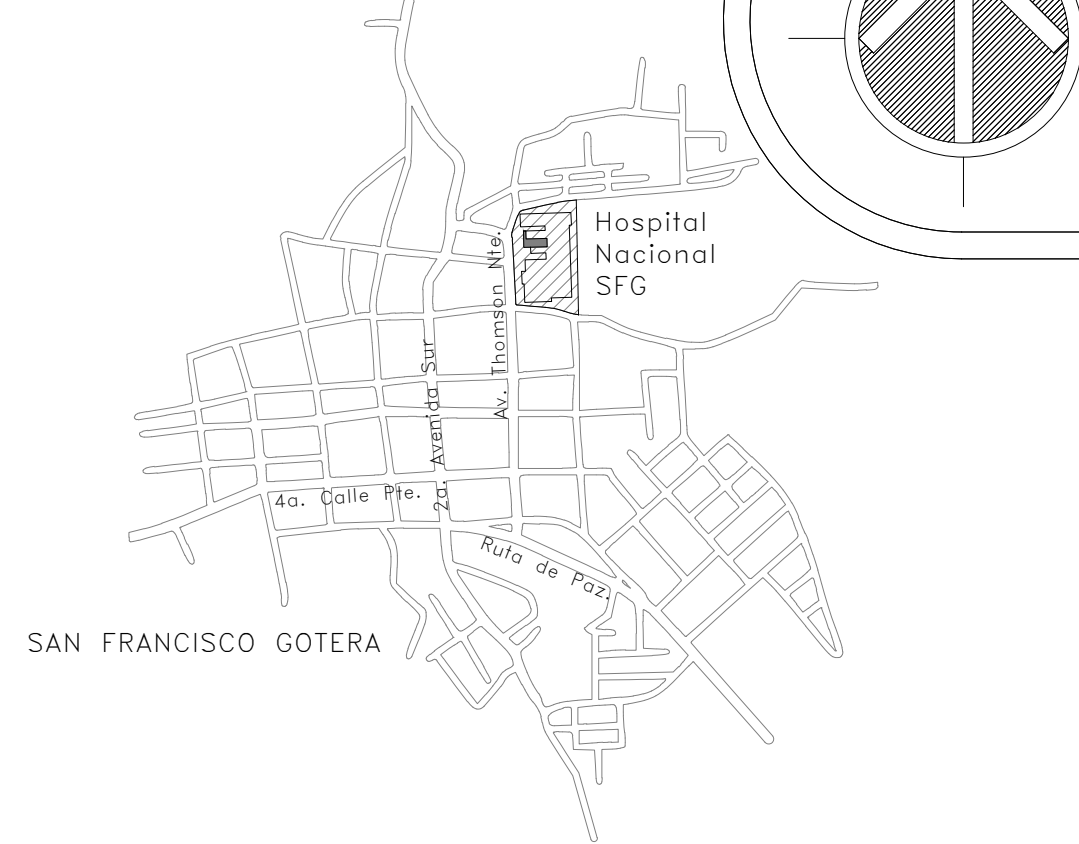 Hospital
Nacional
SFG
Av. Thomson Nte.
2a. Avenida Sur
4a. Calle Pte.
Ruta de Paz.
SAN FRANCISCO GOTERA